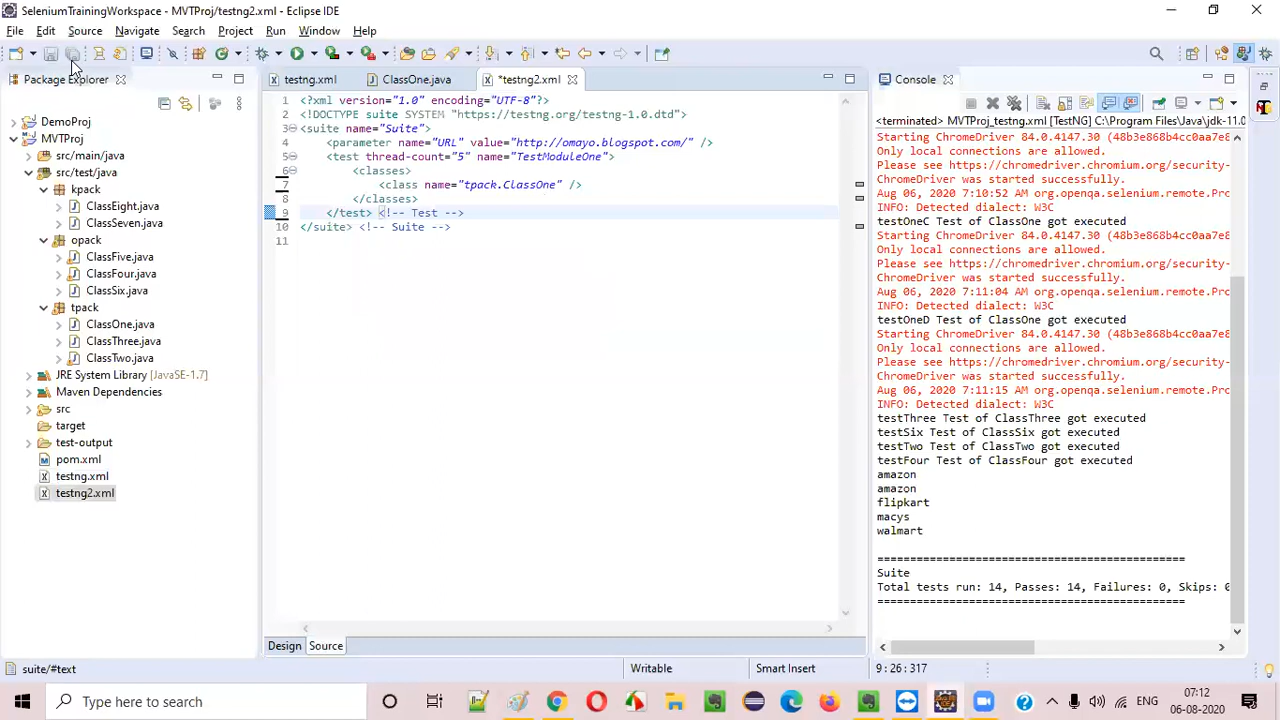 SeleniumTrainingWorkspace - MVTProj/testng2.xml - Eclipse IDE
File Edit Source Navigate Search Project Run Window Help
Package Explorer
testng.xml
ClassOne.java
*testng2.xml
Console
DemoProj
MVTProj
src/main/java
src/test/java
kpack
ClassEight.java
ClassSeven.java
opack
ClassFive.java
ClassFour.java
ClassSix.java
tpack
ClassOne.java
ClassThree.java
ClassTwo.java
JRE System Library [JavaSE-1.7]
Maven Dependencies
src
target
test-output
pom.xml
testng.xml
testng2.xml
1 <?xml version="1.0" encoding="UTF-8"?>
2 <!DOCTYPE suite SYSTEM "https://testng.org/testng-1.0.dtd">
3 <suite name="Suite">
4 <parameter name="URL" value="http://omayo.blogspot.com/" />
5 <test thread-count="5" name="TestModuleOne">
6 <classes>
7 <class name="tpack.ClassOne" />
8 </classes>
9 </test> <!-- Test -->
10 </suite> <!-- Suite -->
11
Design Source
<terminated> MVTProj_testng.xml [TestNG] C:\Program Files\Java\jdk-11.0
Starting ChromeDriver 84.0.4147.30 (48b3e868b4cc0aa7e8
Only local connections are allowed.
Please see https://chromedriver.chromium.org/security-
ChromeDriver was started successfully.
Aug 06, 2020 7:10:52 AM org.openqa.selenium.remote.Pro
INFO: Detected dialect: W3C
testOneC Test of ClassOne got executed
Starting ChromeDriver 84.0.4147.30 (48b3e868b4cc0aa7e8
Only local connections are allowed.
Please see https://chromedriver.chromium.org/security-
ChromeDriver was started successfully.
Aug 06, 2020 7:11:04 AM org.openqa.selenium.remote.Pro
INFO: Detected dialect: W3C
testOneD Test of ClassOne got executed
Starting ChromeDriver 84.0.4147.30 (48b3e868b4cc0aa7e8
Only local connections are allowed.
Please see https://chromedriver.chromium.org/security-
ChromeDriver was started successfully.
Aug 06, 2020 7:11:15 AM org.openqa.selenium.remote.Pro
INFO: Detected dialect: W3C
testThree Test of ClassThree got executed
testSix Test of ClassSix got executed
testTwo Test of ClassTwo got executed
testFour Test of ClassFour got executed
amazon
amazon
flipkart
macys
walmart
===============================================
Suite
Total tests run: 14, Passes: 14, Failures: 0, Skips: 0
===============================================
suite/#text
Writable
Smart Insert
9 : 26 : 317
Type here to search
ENG
07:12
06-08-2020